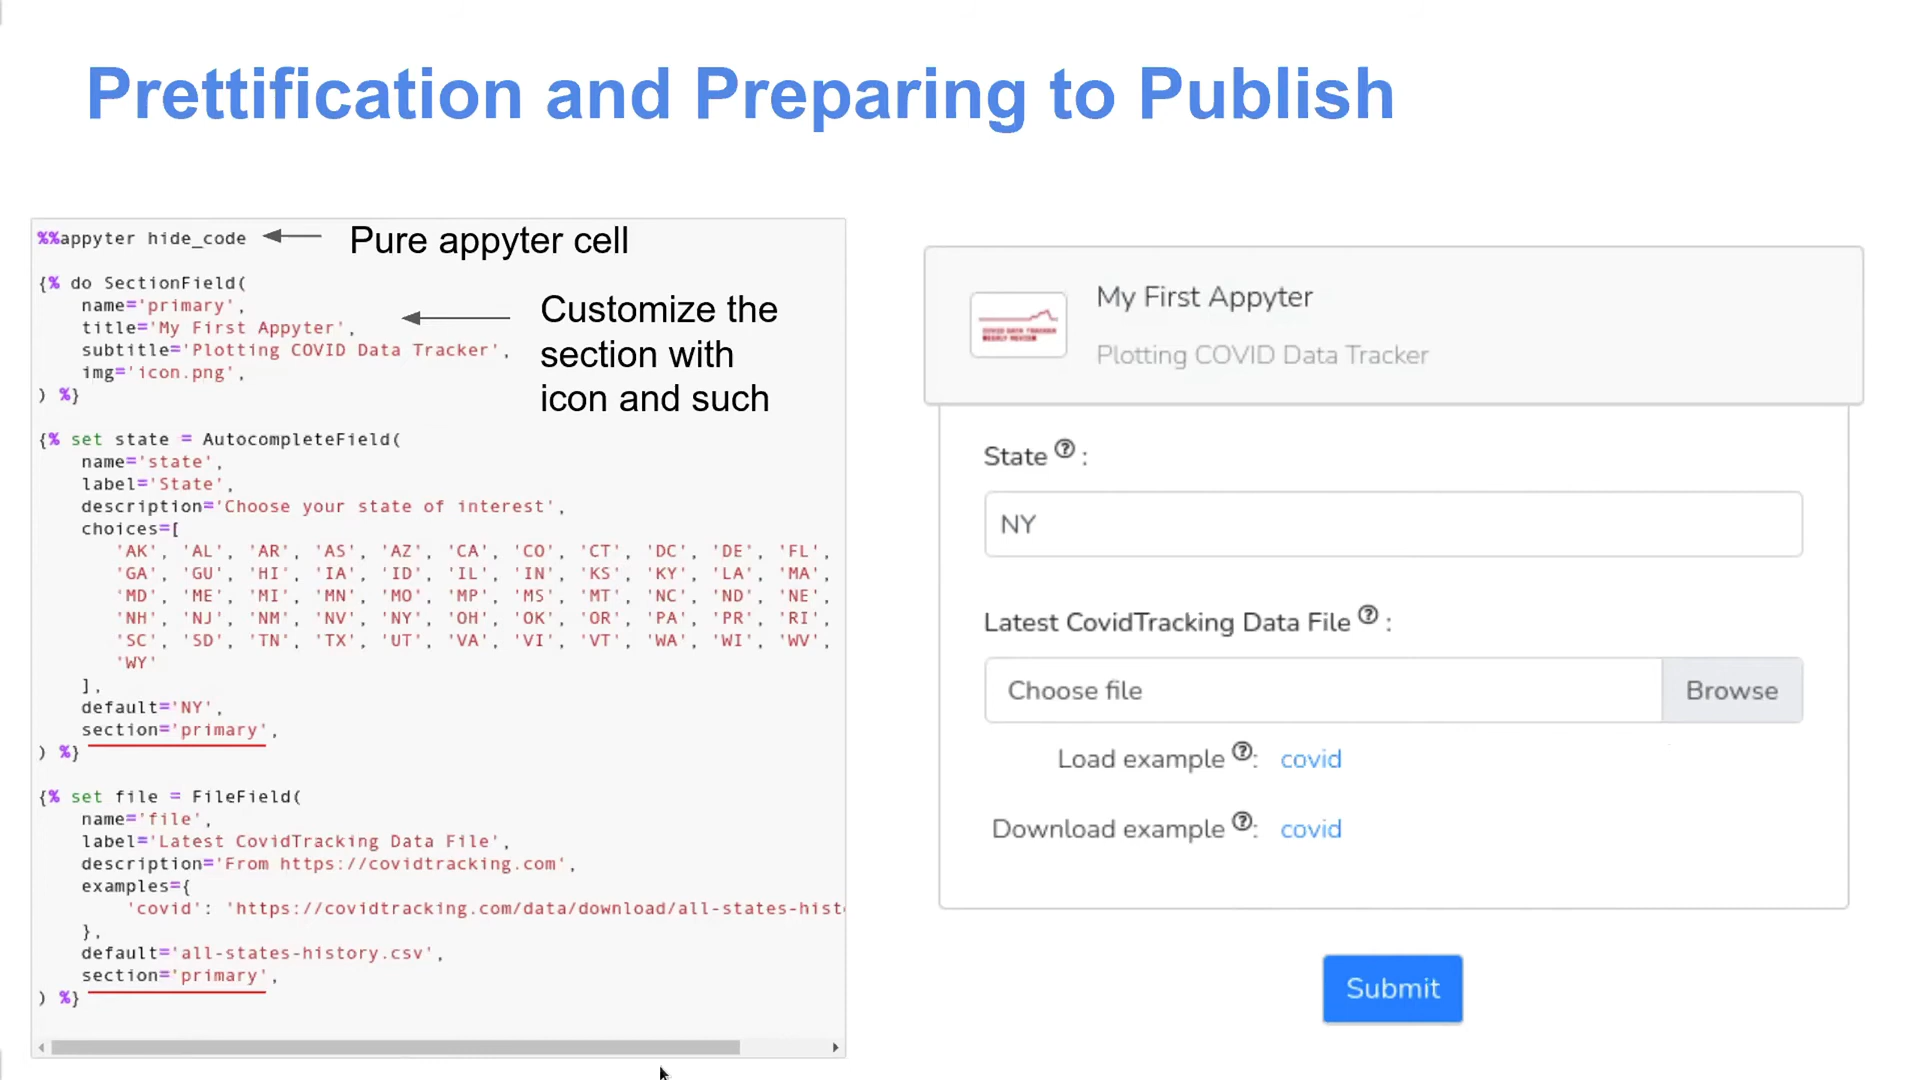 Prettification and Preparing to Publish
%%appyter hide_code
Pure appyter cell
{% do SectionField(
name='primary',
title='My First Appyter',
subtitle='Plotting COVID Data Tracker',
img='icon.png',
) %}
Customize the
section with
icon and such
{% set state = AutocompleteField(
name='state',
label='State',
description='Choose your state of interest',
choices=[
'AK', 'AL', 'AR', 'AS', 'AZ', 'CA', 'CO', 'CT', 'DC', 'DE', 'FL',
'GA', 'GU', 'HI', 'IA', 'ID', 'IL', 'IN', 'KS', 'KY', 'LA', 'MA',
'MD', 'ME', 'MI', 'MN', 'MO', 'MP', 'MS', 'MT', 'NC', 'ND', 'NE',
'NH', 'NJ', 'NM', 'NV', 'NY', 'OH', 'OK', 'OR', 'PA', 'PR', 'RI',
'SC', 'SD', 'TN', 'TX', 'UT', 'VA', 'VI', 'VT', 'WA', 'WI', 'WV',
'WY'
],
default='NY',
section='primary',
) %}
{% set file = FileField(
name='file',
label='Latest CovidTracking Data File',
description='From https://covidtracking.com',
examples={
'covid': 'https://covidtracking.com/data/download/all-states-hist
},
default='all-states-history.csv',
section='primary',
) %}
COVID DATA TRACKER
WEEKLY REVIEW
My First Appyter
Plotting COVID Data Tracker
State ? :
NY
Latest CovidTracking Data File ? :
Choose file
Browse
Load example ?: covid
Download example ?: covid
Submit